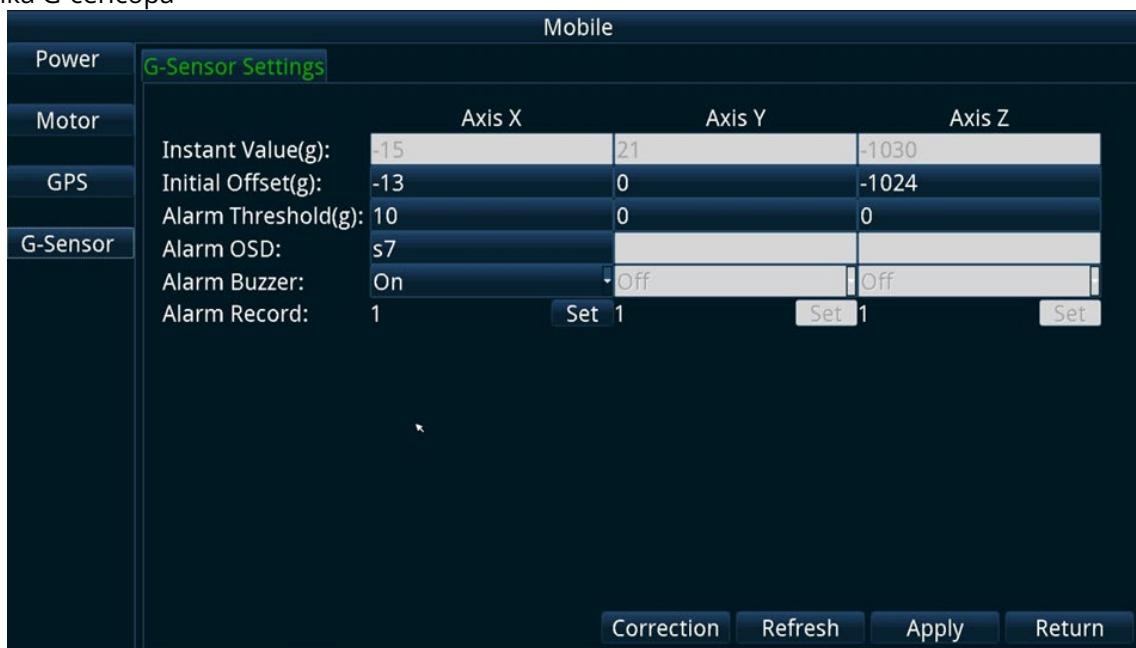 G-сенсора
Mobile
Power
G-Sensor Settings
Motor
Axis X Axis Y Axis Z
Instant Value(g): -15 21 -1030
GPS
Initial Offset(g): -13 0 -1024
Alarm Threshold(g): 10 0 0
G-Sensor
Alarm OSD: s7
Alarm Buzzer: On Off Off
Alarm Record: 1 Set 1 Set 1 Set
Correction Refresh Apply Return